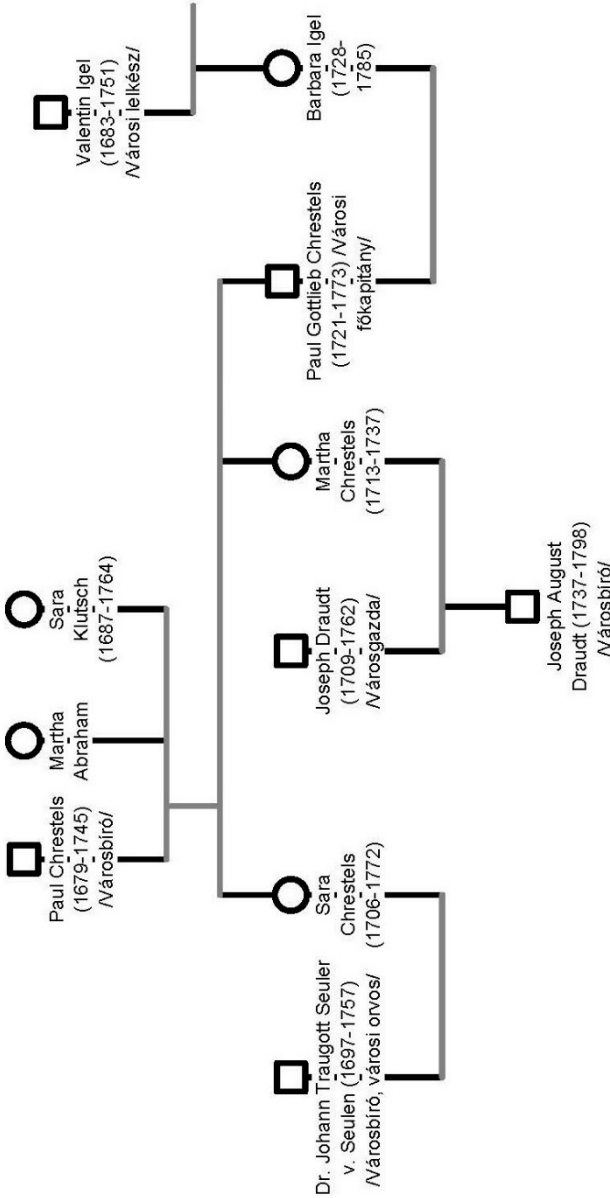 Paul Chrestels
(1679-1745)
/Városbíró/
Martha
Abraham
Sara
Klutsch
(1687-1764)
Valentin Igel
(1683-1751)
/Városi lelkész/
Dr. Johann Traugott Seuler
v. Seulen (1697-1757)
/Városbíró, városi orvos/
Sara
Chrestels
(1706-1772)
Joseph Draudt
(1709-1762)
/Városgazda/
Martha
Chrestels
(1713-1737)
Paul Gottlieb Chrestels
(1721-1773) /Városi
főkapitány/
Barbara Igel
(1728-
1785)
Joseph August
Draudt (1737-1798)
/Városbíró/